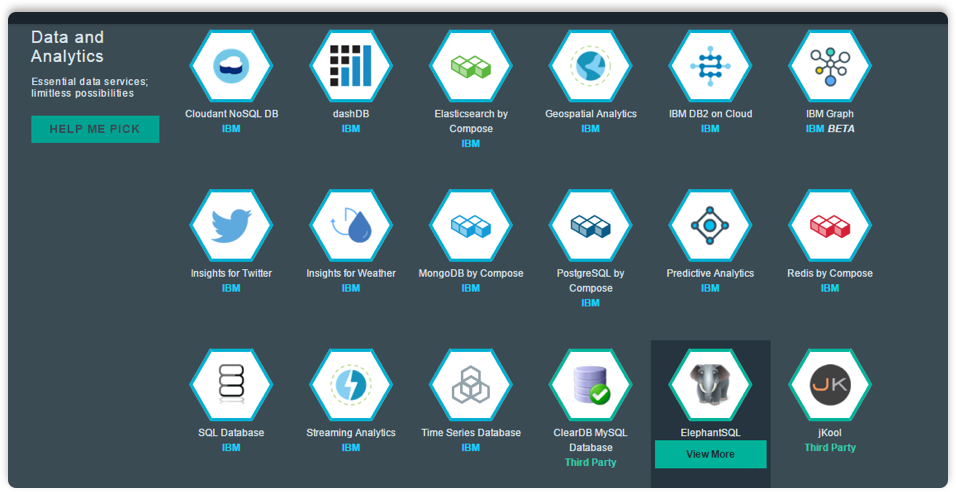 Data and
Analytics
Essential data services;
limitless possibilities
HELP ME PICK
Cloudant NoSQL DB
IBM
dashDB
IBM
Elasticsearch by
Compose
IBM
Geospatial Analytics
IBM
IBM DB2 on Cloud
IBM
IBM Graph
IBM BETA
Insights for Twitter
IBM
Insights for Weather
IBM
MongoDB by Compose
IBM
PostgreSQL by
Compose
IBM
Predictive Analytics
IBM
Redis by Compose
IBM
SQL Database
IBM
Streaming Analytics
IBM
Time Series Database
IBM
ClearDB MySQL
Database
Third Party
ElephantSQL
View More
JK
jKool
Third Party